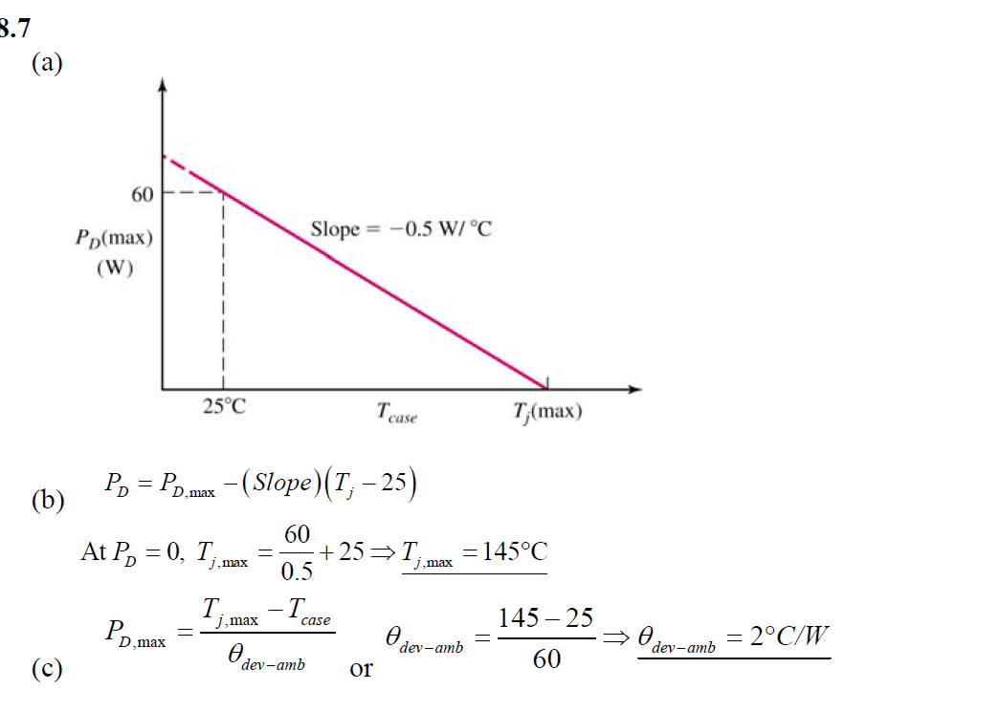 8.7
(a)
60
P_D(max)
(W)
Slope = −0.5 W/ °C
25°C
T_case
T_j(max)
(b) P_D = P_D,max − (Slope)(T_j − 25)
At P_D = 0, T_j,max = 60/0.5 + 25 ⇒ T_j,max = 145°C
(c) P_D,max = (T_j,max − T_case)/θ_dev−amb or θ_dev−amb = (145 − 25)/60 ⇒ θ_dev−amb = 2°C/W